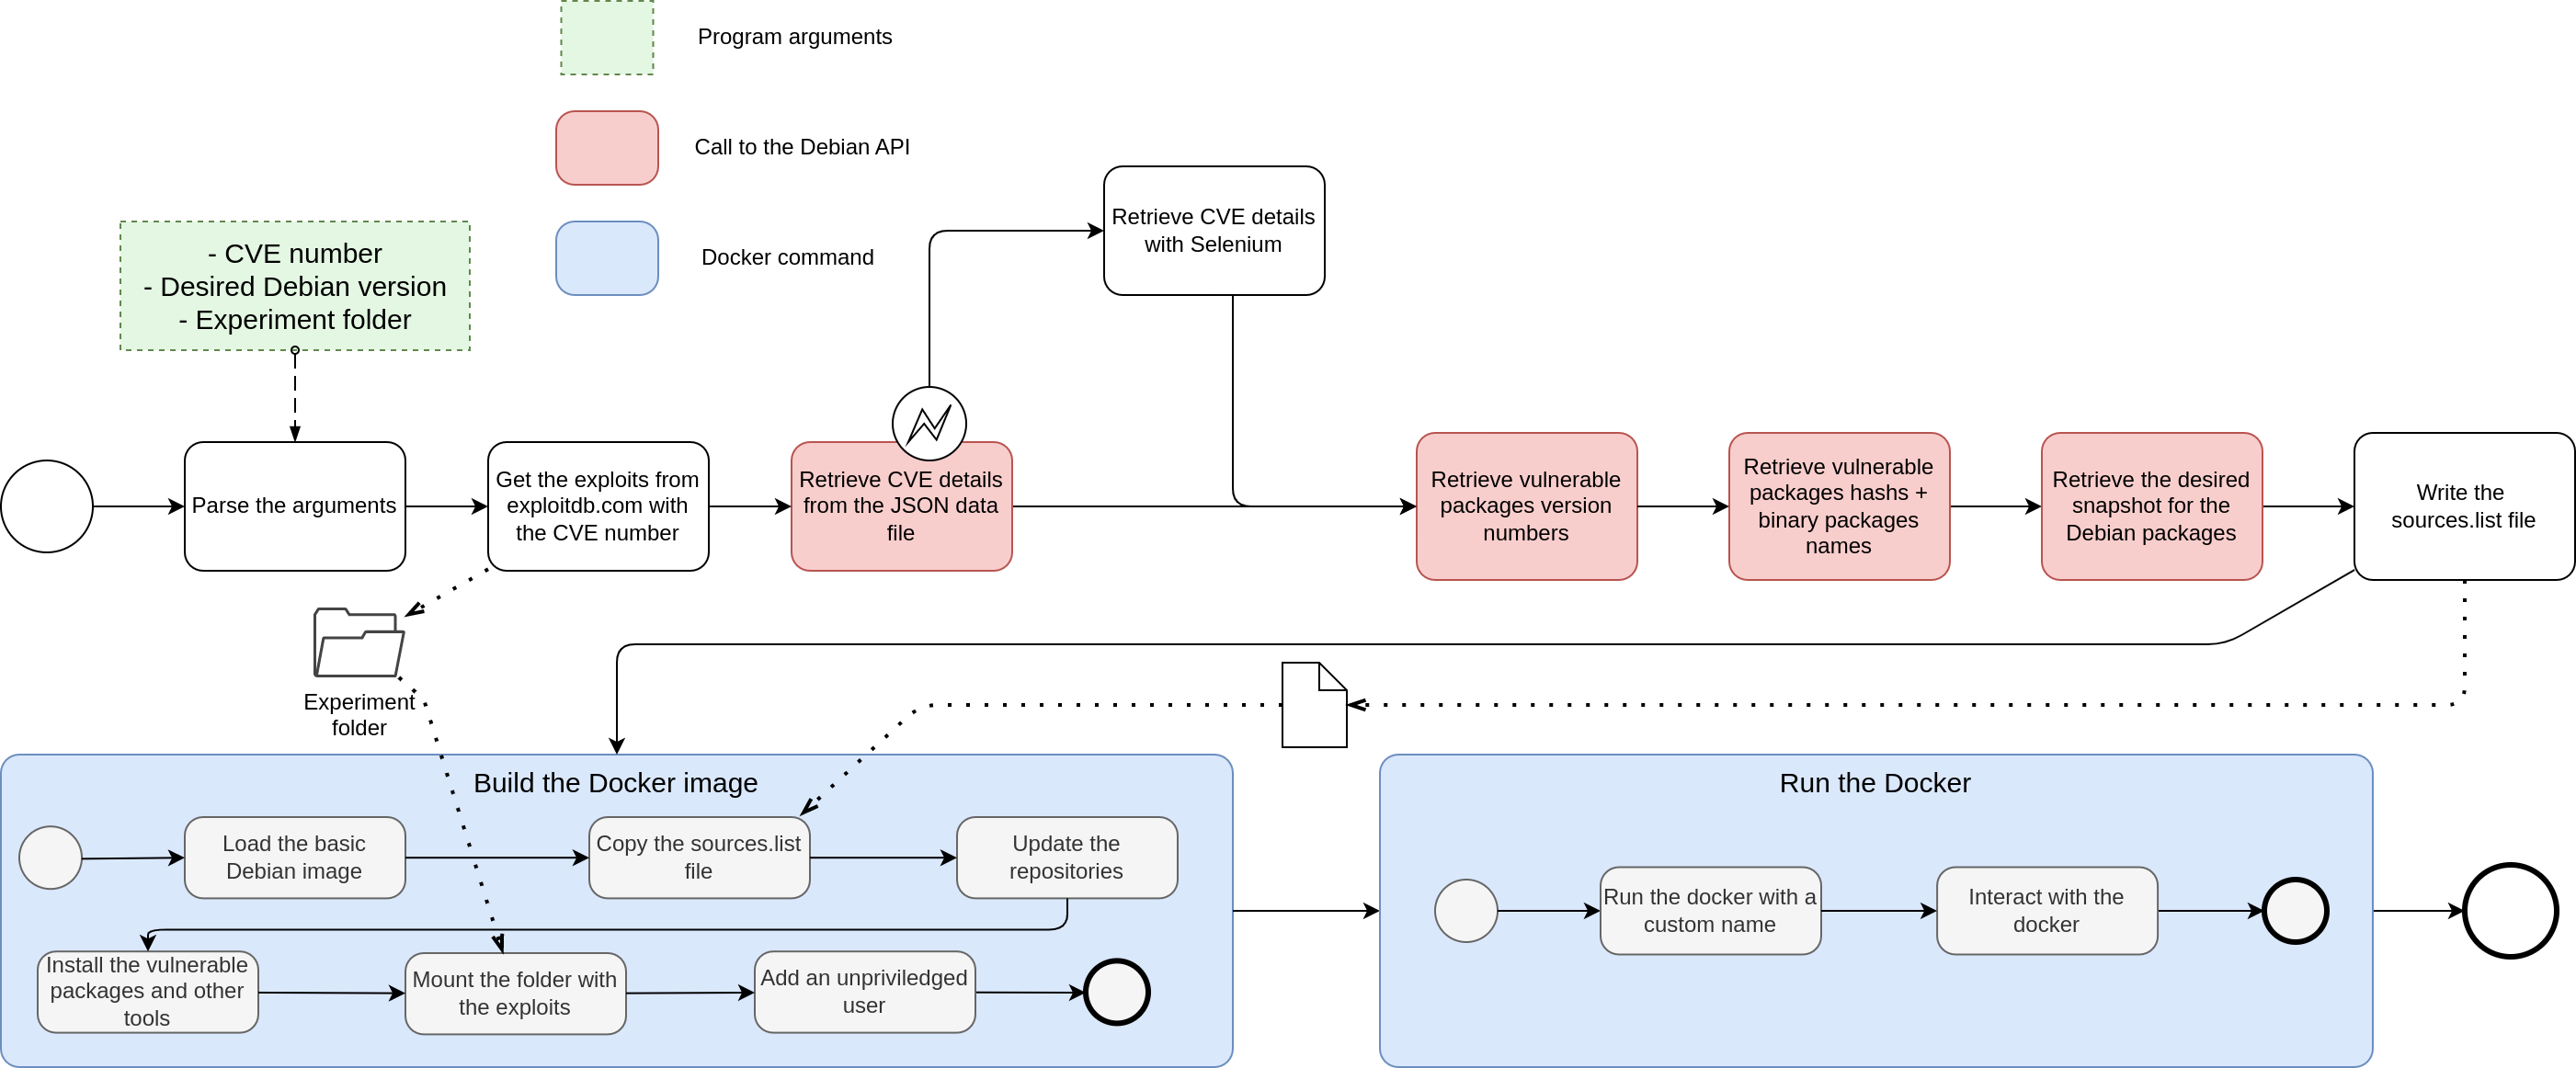 Program arguments
Call to the Debian API
Docker command
- CVE number
- Desired Debian version
- Experiment folder
Retrieve CVE details
with Selenium
Parse the arguments
Get the exploits from
exploitdb.com with
the CVE number
Retrieve CVE details
from the JSON data
file
Retrieve vulnerable
packages version
numbers
Retrieve vulnerable
packages hashs +
binary packages
names
Retrieve the desired
snapshot for the
Debian packages
Write the
sources.list file
Experiment
folder
Build the Docker image
Load the basic
Debian image
Copy the sources.list
file
Update the
repositories
Install the vulnerable
packages and other
tools
Mount the folder with
the exploits
Add an unpriviledged
user
Run the Docker
Run the docker with a
custom name
Interact with the
docker